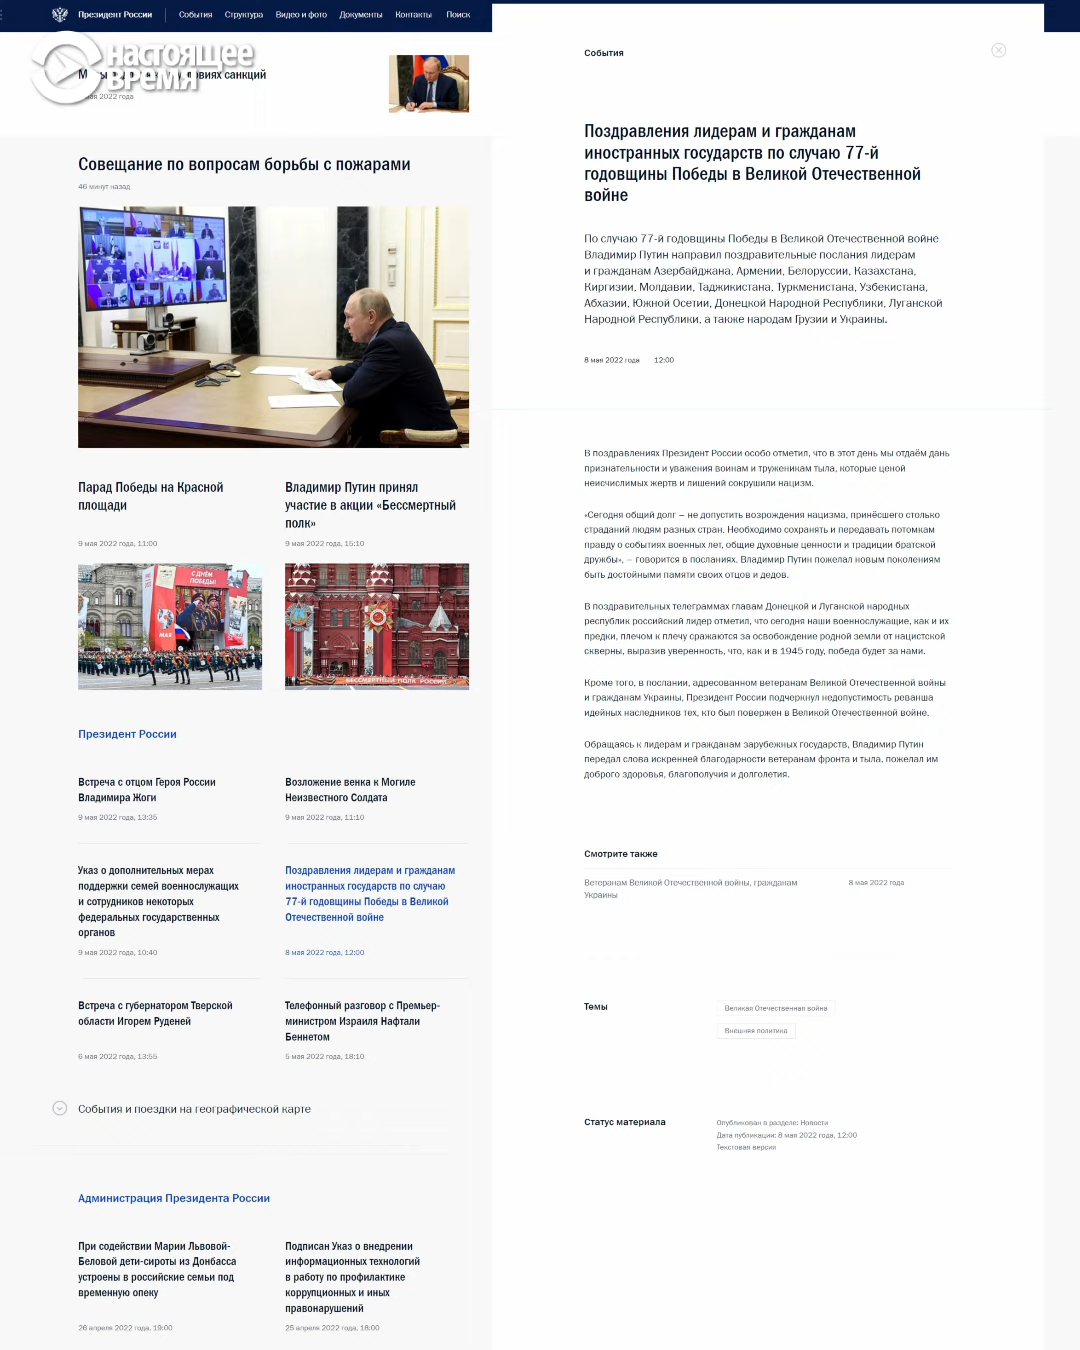 Президент России
События
Структура
Видео и фото
Документы
Контакты
Поиск
настоящее
время
условиях санкций
мая 2022 года
Совещание по вопросам борьбы с пожарами
46 минут назад
Парад Победы на Красной
площади
9 мая 2022 года, 11:00
Владимир Путин принял
участие в акции «Бессмертный
полк»
9 мая 2022 года, 15:10
С ДНЁМ
ПОБЕДЫ!
МАЯ
БЕССМЕРТНЫЙ ПОЛК РОССИИ
Президент России
Встреча с отцом Героя России
Владимира Жоги
9 мая 2022 года, 13:35
Возложение венка к Могиле
Неизвестного Солдата
9 мая 2022 года, 11:10
Указ о дополнительных мерах
поддержки семей военнослужащих
и сотрудников некоторых
федеральных государственных
органов
9 мая 2022 года, 10:40
Поздравления лидерам и гражданам
иностранных государств по случаю
77-й годовщины Победы в Великой
Отечественной войне
8 мая 2022 года, 12:00
Встреча с губернатором Тверской
области Игорем Руденей
6 мая 2022 года, 13:55
Телефонный разговор с Премьер-
министром Израиля Нафтали
Беннетом
5 мая 2022 года, 18:10
События и поездки на географической карте
Администрация Президента России
При содействии Марии Львовой-
Беловой дети-сироты из Донбасса
устроены в российские семьи под
временную опеку
26 апреля 2022 года, 19:00
Подписан Указ о внедрении
информационных технологий
в работу по профилактике
коррупционных и иных
правонарушений
25 апреля 2022 года, 18:00
События
Поздравления лидерам и гражданам
иностранных государств по случаю 77-й
годовщины Победы в Великой Отечественной
войне
По случаю 77-й годовщины Победы в Великой Отечественной войне
Владимир Путин направил поздравительные послания лидерам
и гражданам Азербайджана, Армении, Белоруссии, Казахстана,
Киргизии, Молдавии, Таджикистана, Туркменистана, Узбекистана,
Абхазии, Южной Осетии, Донецкой Народной Республики, Луганской
Народной Республики, а также народам Грузии и Украины.
8 мая 2022 года 12:00
В поздравлениях Президент России особо отметил, что в этот день мы отдаём дань
признательности и уважения воинам и труженикам тыла, которые ценой
неисчислимых жертв и лишений сокрушили нацизм.
«Сегодня общий долг – не допустить возрождения нацизма, принёсшего столько
страданий людям разных стран. Необходимо сохранять и передавать потомкам
правду о событиях военных лет, общие духовные ценности и традиции братской
дружбы», – говорится в посланиях. Владимир Путин пожелал новым поколениям
быть достойными памяти своих отцов и дедов.
В поздравительных телеграммах главам Донецкой и Луганской народных
республик российский лидер отметил, что сегодня наши военнослужащие, как и их
предки, плечом к плечу сражаются за освобождение родной земли от нацистской
скверны, выразив уверенность, что, как и в 1945 году, победа будет за нами.
Кроме того, в послании, адресованном ветеранам Великой Отечественной войны
и гражданам Украины, Президент России подчеркнул недопустимость реванша
идейных наследников тех, кто был повержен в Великой Отечественной войне.
Обращаясь к лидерам и гражданам зарубежных государств, Владимир Путин
передал слова искренней благодарности ветеранам фронта и тыла, пожелал им
доброго здоровья, благополучия и долголетия.
Смотрите также
Ветеранам Великой Отечественной войны, гражданам
Украины
8 мая 2022 года
Темы
Великая Отечественная война
Внешняя политика
Статус материала
Опубликован в разделе: Новости
Дата публикации: 8 мая 2022 года, 12:00
Текстовая версия